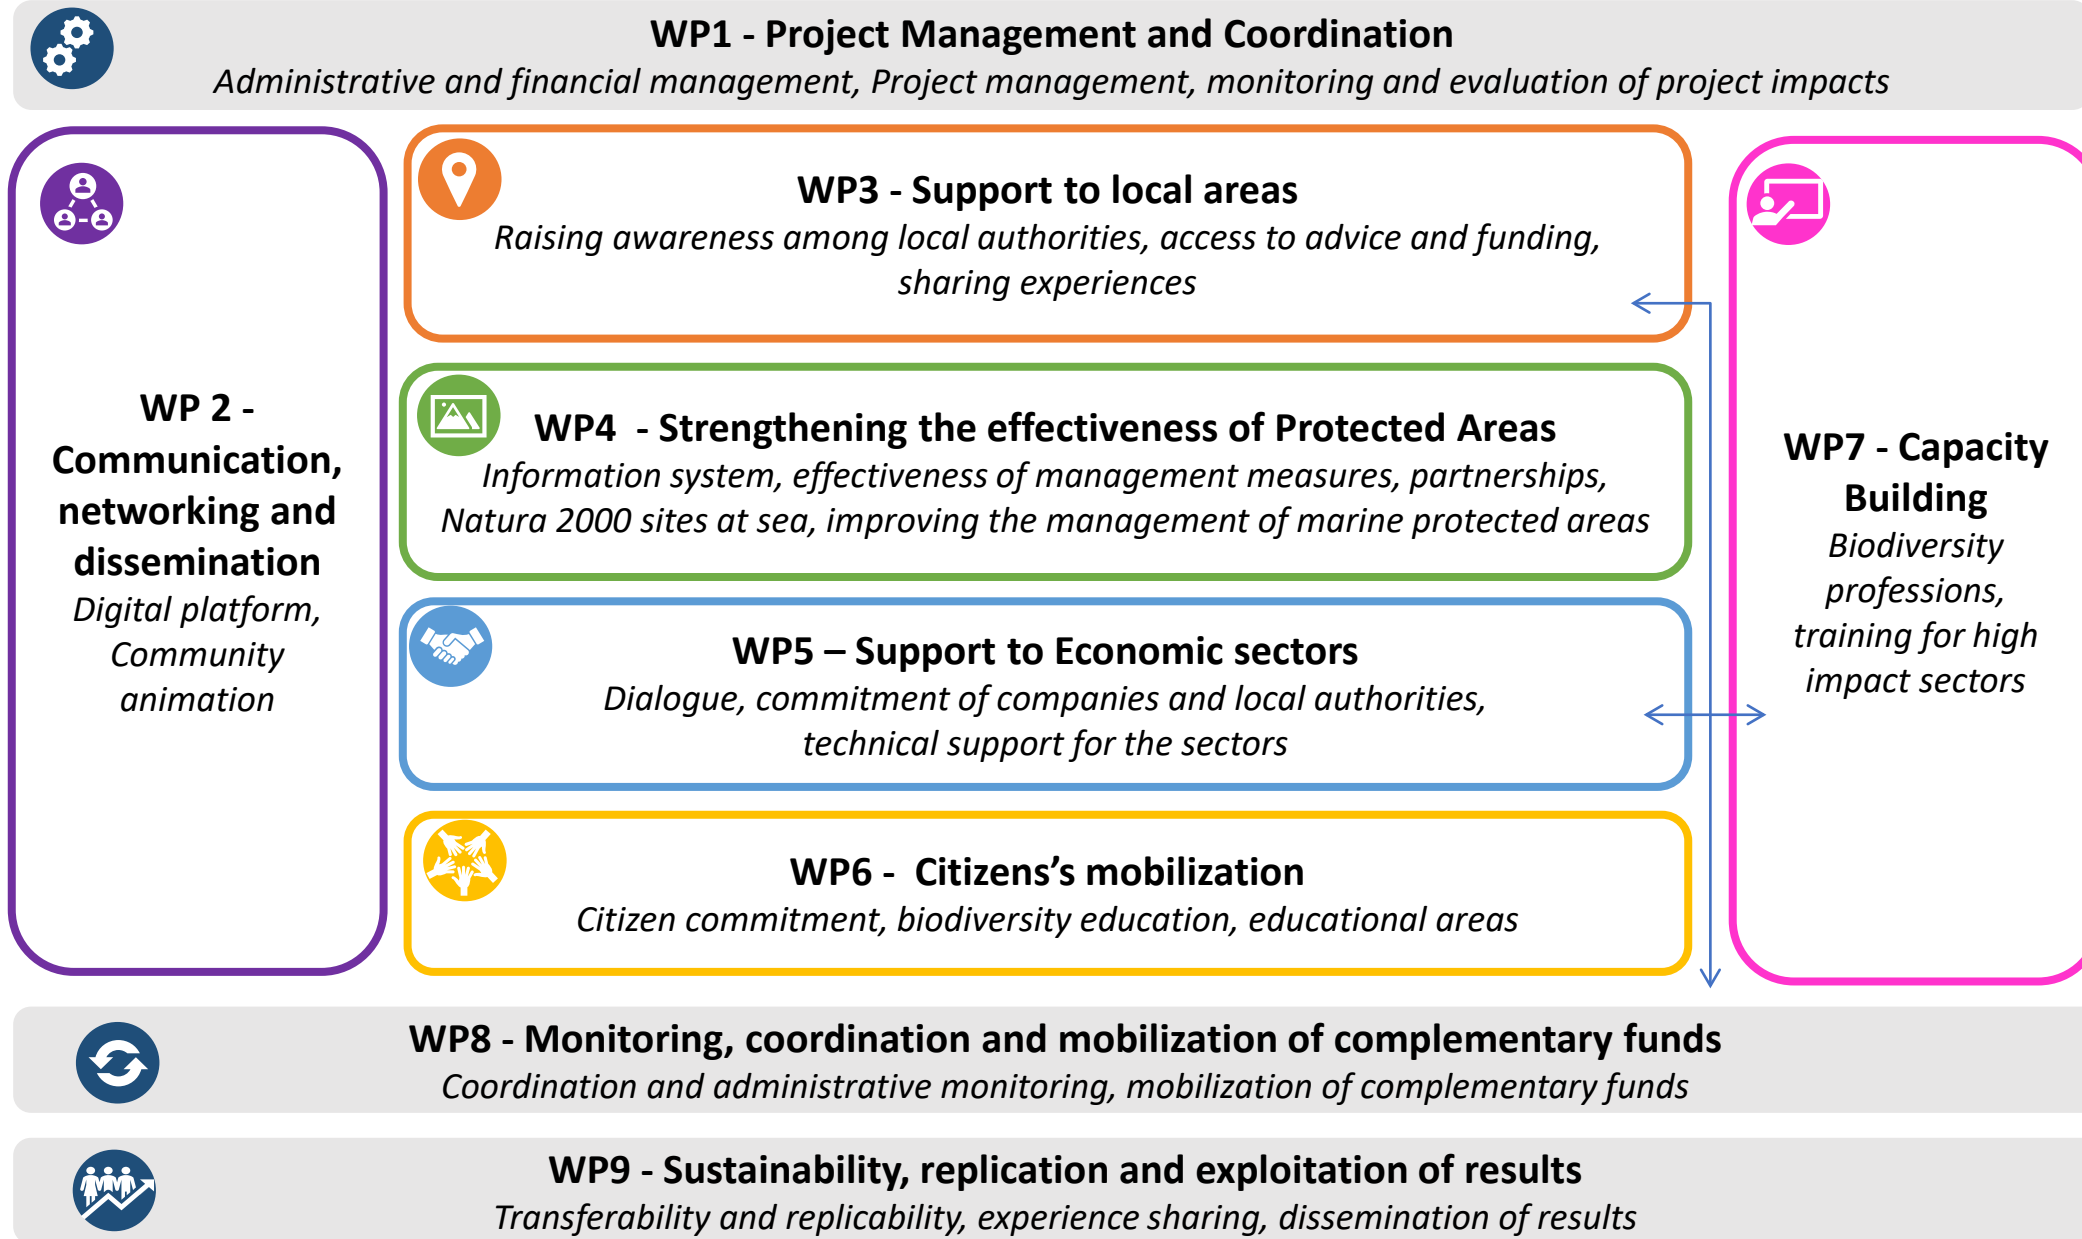 WP1 - Project Management and Coordination
Administrative and financial management, Project management, monitoring and evaluation of project impacts
WP 2 -
Communication,
networking and
dissemination
Digital platform,
Community
animation
WP3 - Support to local areas
Raising awareness among local authorities, access to advice and funding,
sharing experiences
WP4  - Strengthening the effectiveness of Protected Areas
Information system, effectiveness of management measures, partnerships,
Natura 2000 sites at sea, improving the management of marine protected areas
WP5 – Support to Economic sectors
Dialogue, commitment of companies and local authorities,
technical support for the sectors
WP6 -  Citizens’s mobilization
Citizen commitment, biodiversity education, educational areas
WP7 - Capacity
Building
Biodiversity
professions,
training for high
impact sectors
WP8 - Monitoring, coordination and mobilization of complementary funds
Coordination and administrative monitoring, mobilization of complementary funds
WP9 - Sustainability, replication and exploitation of results
Transferability and replicability, experience sharing, dissemination of results